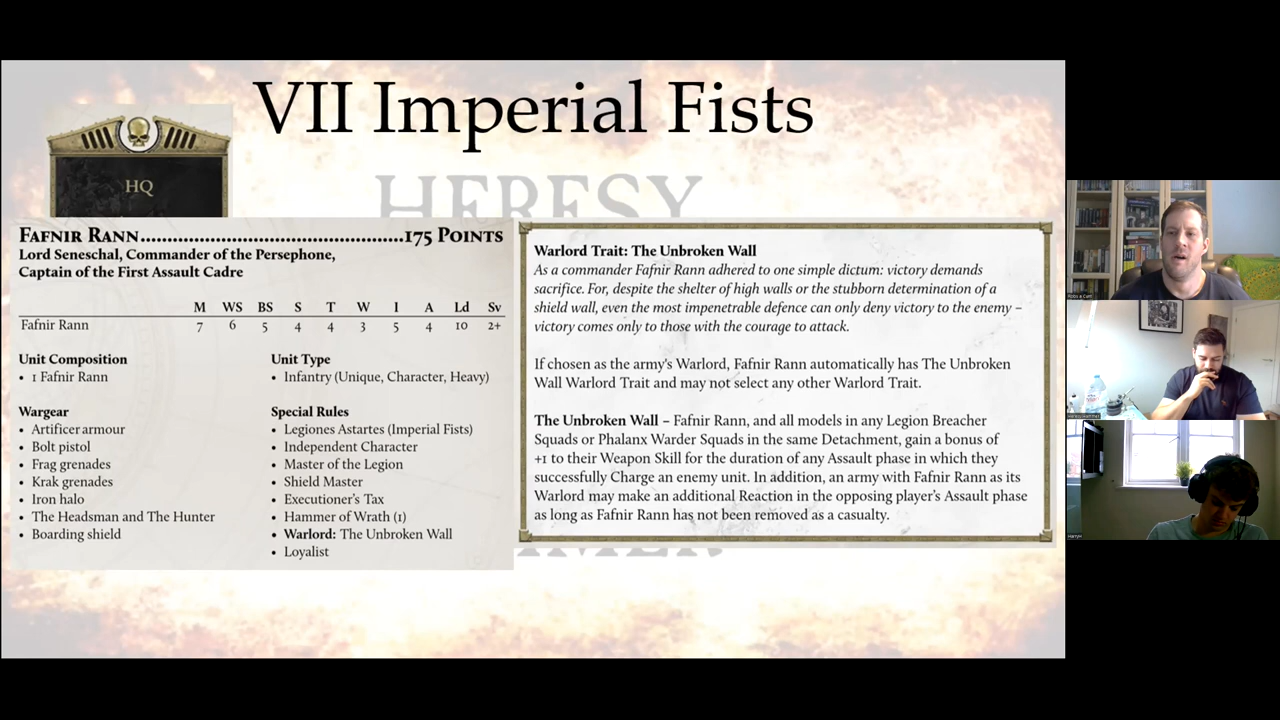 VII Imperial Fists
HERESY
HQ
FAFNIR RANN..................................................175 POINTS
Lord Seneschal, Commander of the Persephone,
Captain of the First Assault Cadre
M WS BS S T W I A Ld Sv
Fafnir Rann 7 6 5 4 4 3 5 4 10 2+
Unit Composition
• 1 Fafnir Rann
Unit Type
• Infantry (Unique, Character, Heavy)
Wargear
• Artificer armour
• Bolt pistol
• Frag grenades
• Krak grenades
• Iron halo
• The Headsman and The Hunter
• Boarding shield
Special Rules
• Legiones Astartes (Imperial Fists)
• Independent Character
• Master of the Legion
• Shield Master
• Executioner's Tax
• Hammer of Wrath (1)
• Warlord: The Unbroken Wall
• Loyalist
Warlord Trait: The Unbroken Wall
As a commander Fafnir Rann adhered to one simple dictum: victory demands
sacrifice. For, despite the shelter of high walls or the stubborn determination of a
shield wall, even the most impenetrable defence can only deny victory to the enemy –
victory comes only to those with the courage to attack.
If chosen as the army's Warlord, Fafnir Rann automatically has The Unbroken
Wall Warlord Trait and may not select any other Warlord Trait.
The Unbroken Wall – Fafnir Rann, and all models in any Legion Breacher
Squads or Phalanx Warder Squads in the same Detachment, gain a bonus of
+1 to their Weapon Skill for the duration of any Assault phase in which they
successfully Charge an enemy unit. In addition, an army with Fafnir Rann as its
Warlord may make an additional Reaction in the opposing player's Assault phase
as long as Fafnir Rann has not been removed as a casualty.